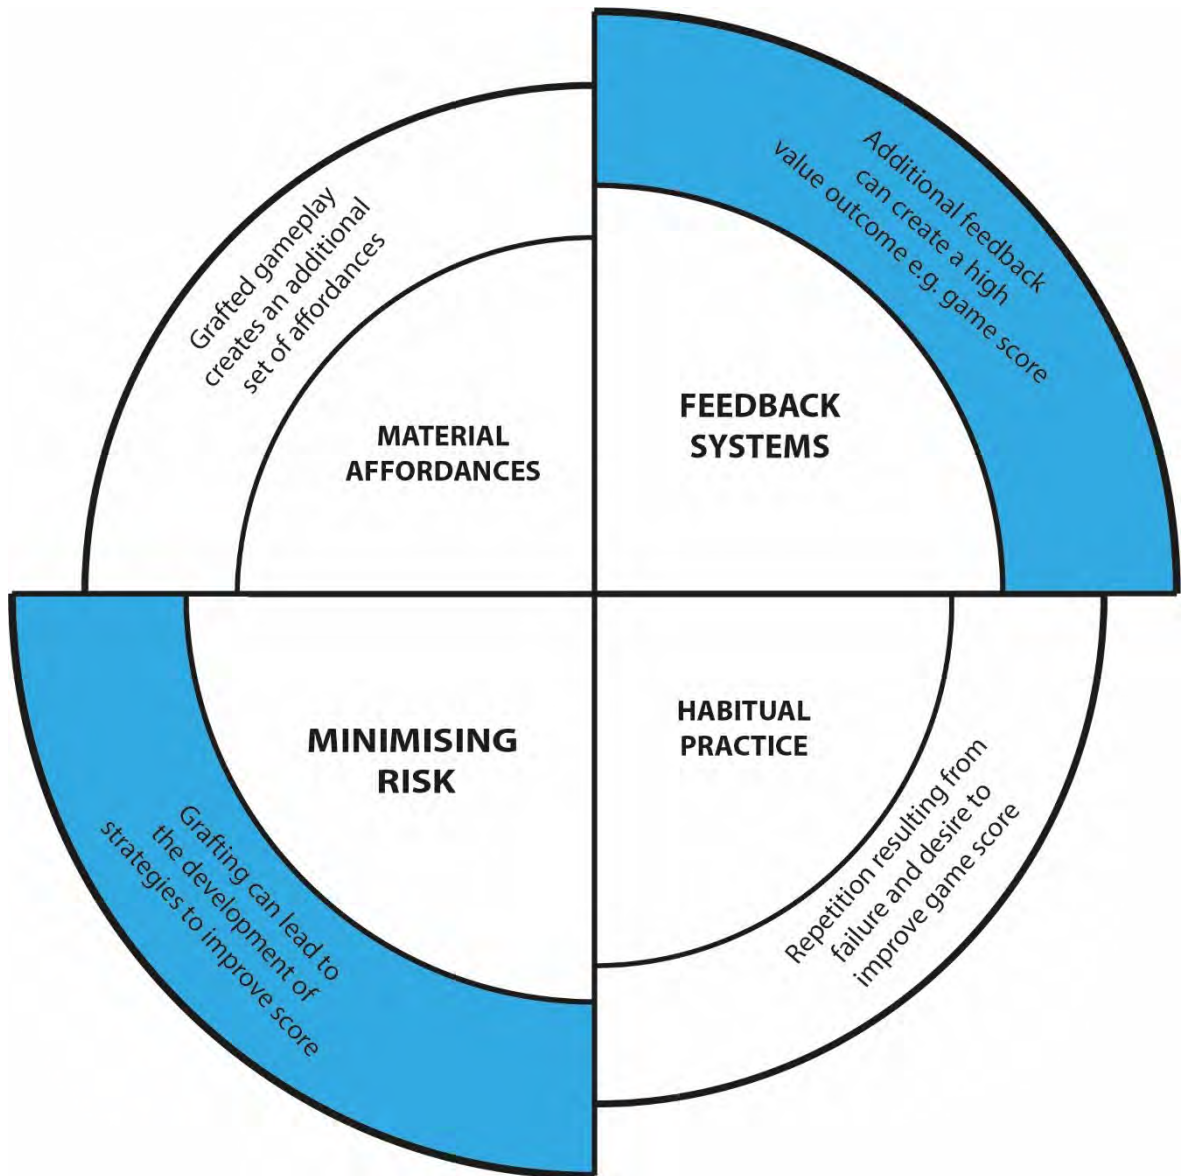 Grafted gameplay
creates an additional
set of affordances
MATERIAL
AFFORDANCES
Additional feedback
can create a high
value outcome e.g. game score
FEEDBACK
SYSTEMS
MINIMISING
RISK
Grafting can lead to
the development of
strategies to improve score
HABITUAL
PRACTICE
Repetition resulting from
failure and desire to
improve game score